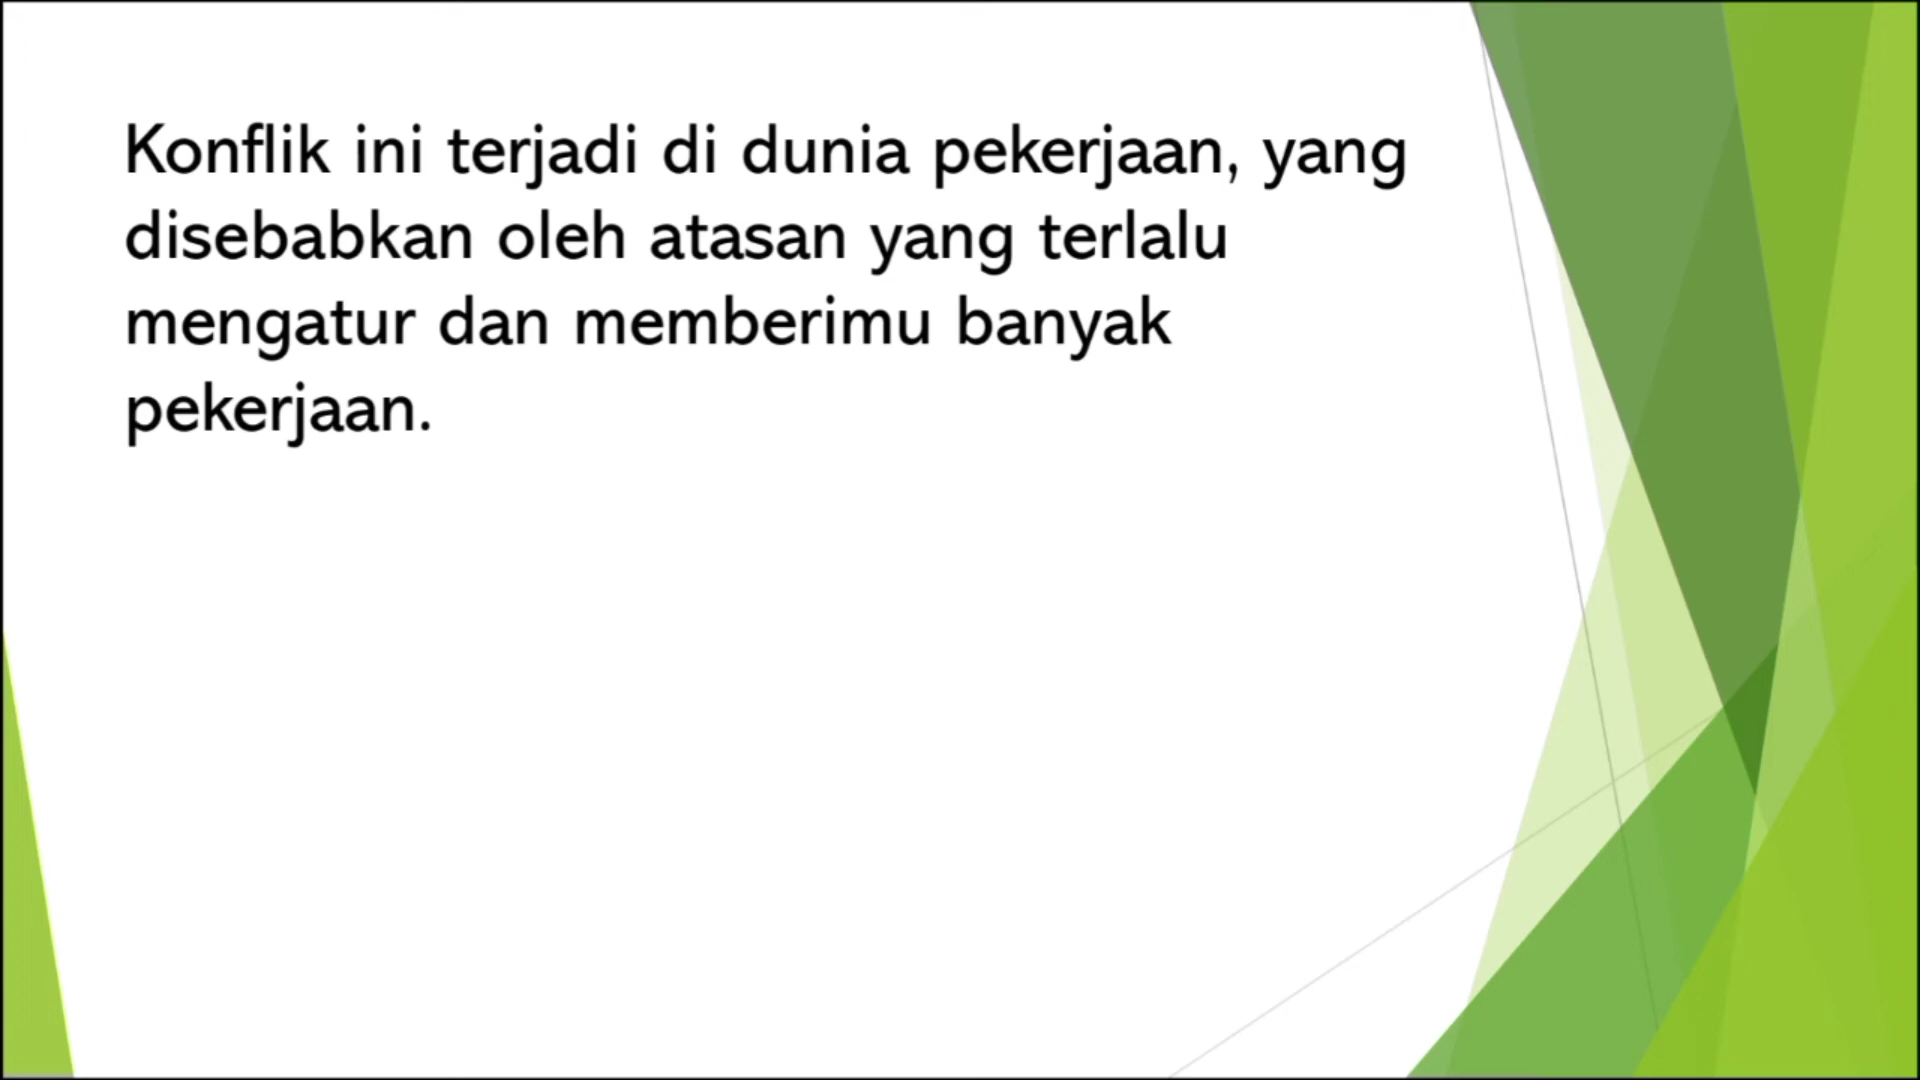 Konflik ini terjadi di dunia pekerjaan, yang
disebabkan oleh atasan yang terlalu
mengatur dan memberimu banyak
pekerjaan.